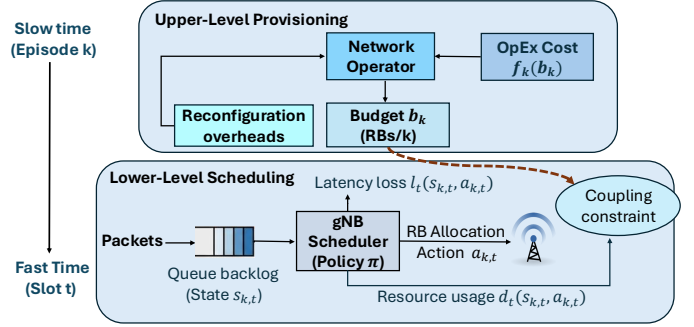 Slow time
(Episode k)
Upper-Level Provisioning
Network
Operator
OpEx Cost
f_k(b_k)
Reconfiguration
overheads
Budget b_k
(RBs/k)
Lower-Level Scheduling
Latency loss l_t(s_{k,t}, a_{k,t})
Coupling
constraint
Packets
gNB
Scheduler
(Policy π)
RB Allocation
Action a_{k,t}
Queue backlog
(State s_{k,t})
Fast Time
(Slot t)
Resource usage d_t(s_{k,t}, a_{k,t})